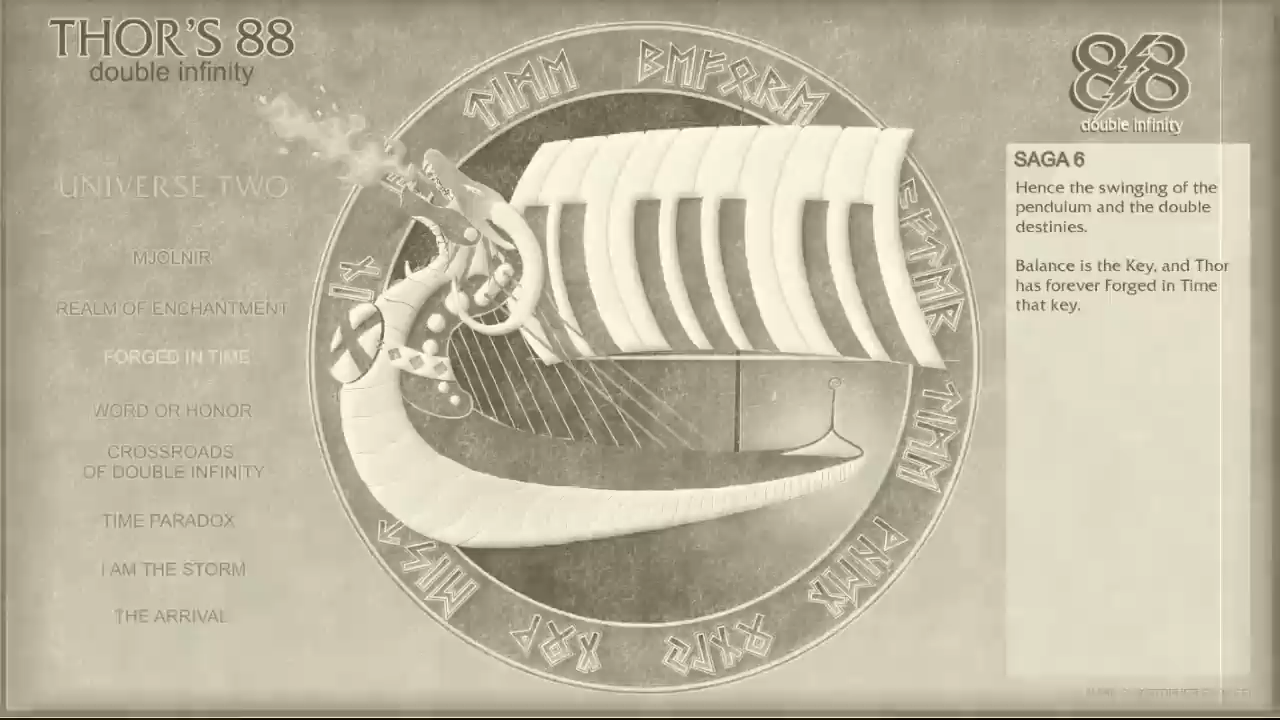 THOR'S 88
double infinity
UNIVERSE TWO
MJOLNIR
REALM OF ENCHANTMENT
FORGED IN TIME
WORD OR HONOR
CROSSROADS
OF DOUBLE INFINITY
TIME PARADOX
I AM THE STORM
THE ARRIVAL
88
double infinity
SAGA 6
Hence the swinging of the
pendulum and the double
destinies.
Balance is the Key, and Thor
has forever Forged in Time
that key.